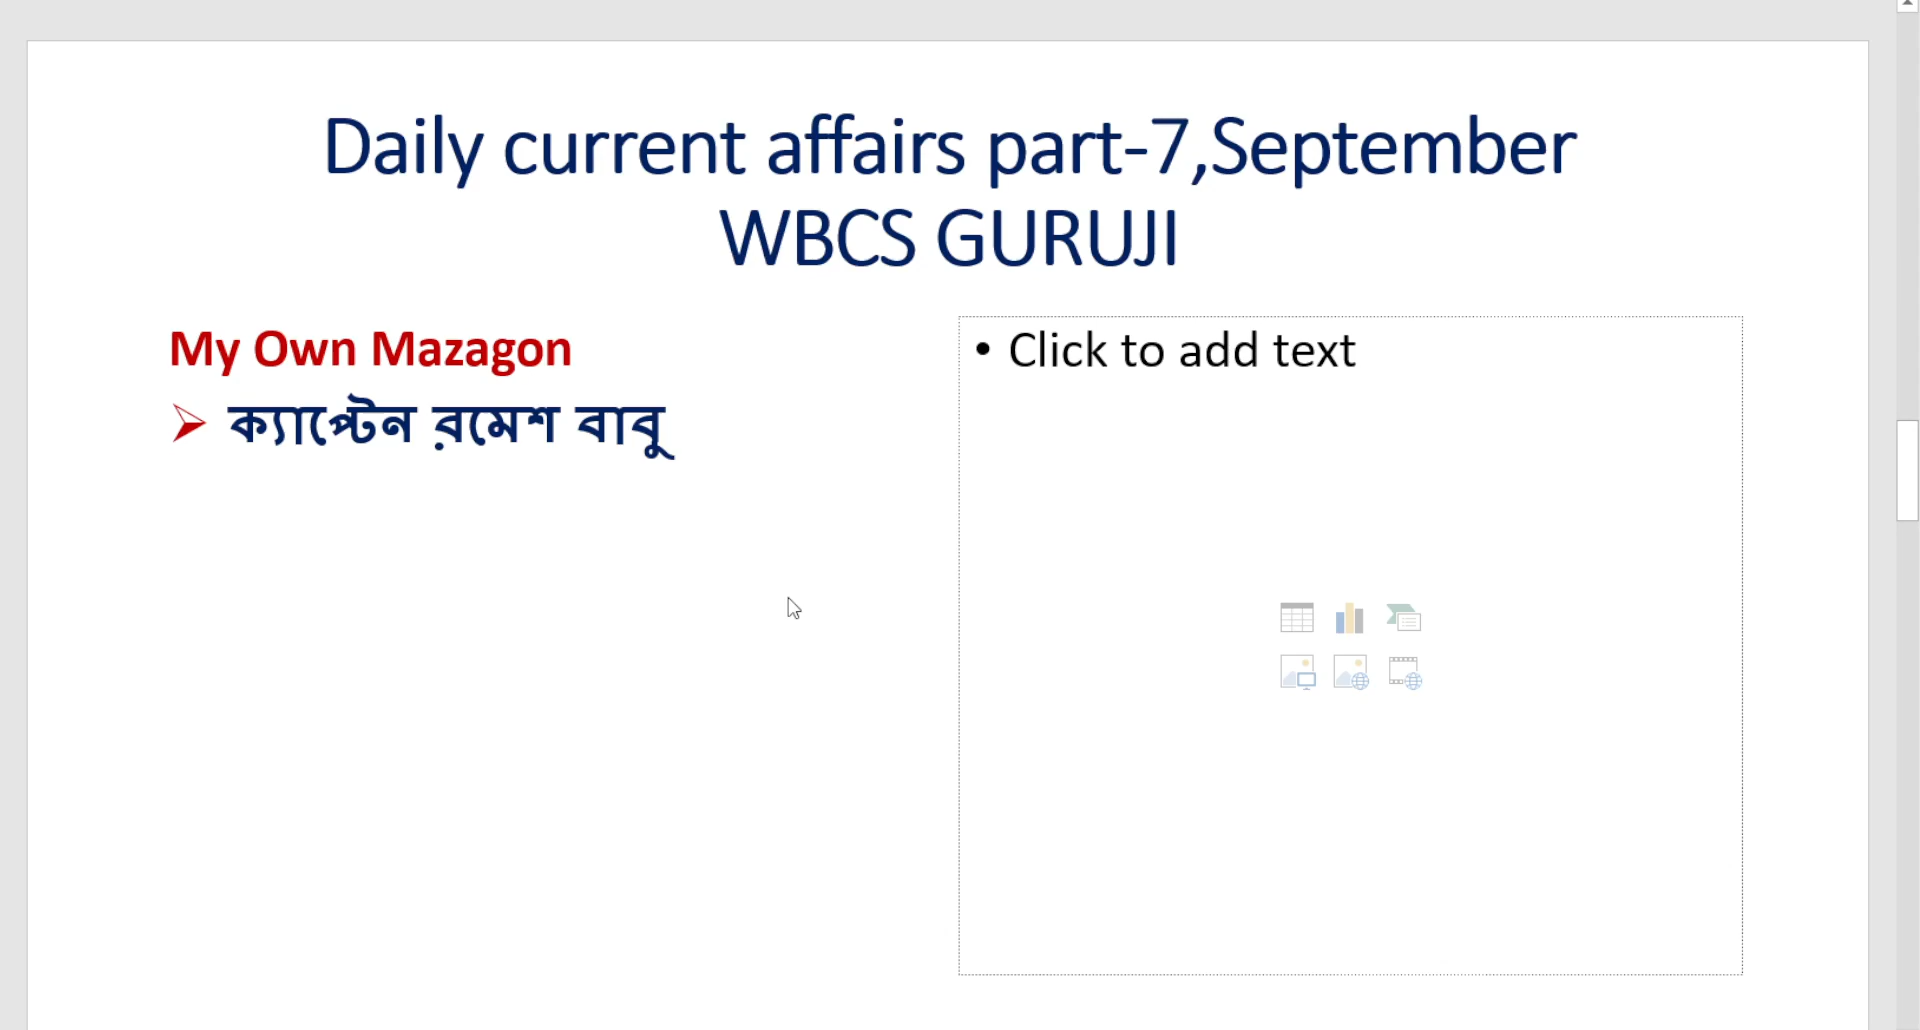 Daily current affairs part-7,September
WBCS GURUJI
My Own Mazagon
ক্যাপ্টেন রমেশ বাবু
• Click to add text